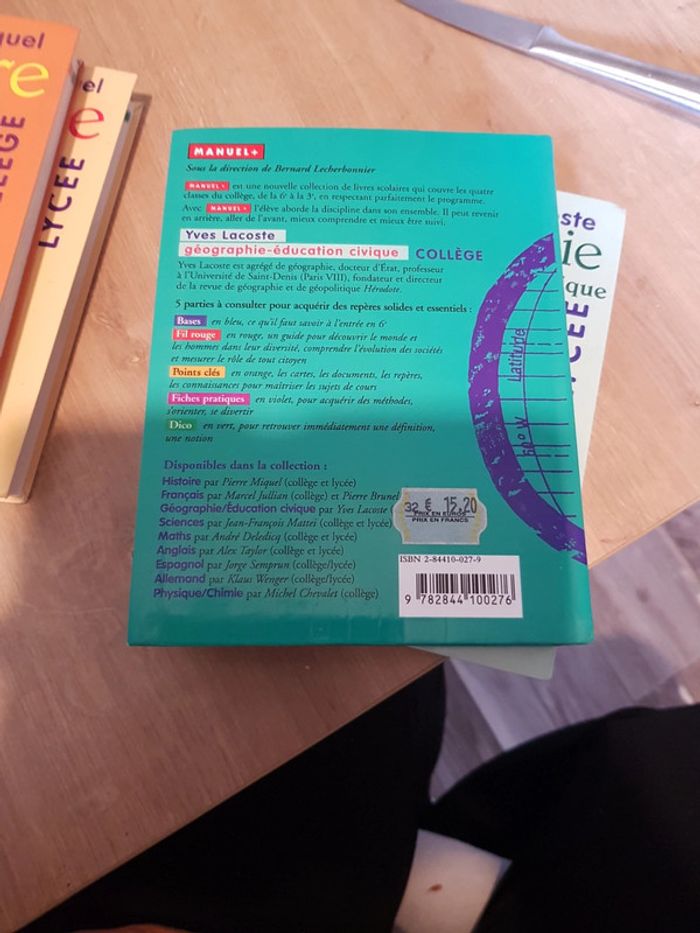 quel
re
LLÈGE
el
e
LYCÉE
MANUEL+
Sous la direction de Bernard Lecherbonnier
MANUEL+ est une nouvelle collection de livres scolaires qui couvre les quatre
classes du collège, de la 6e à la 3e, en respectant parfaitement le programme.
Avec MANUEL+ l'élève aborde la discipline dans son ensemble. Il peut revenir
en arrière, aller de l'avant, mieux comprendre et mieux être suivi.
Yves Lacoste
géographie-éducation civique COLLÈGE
Yves Lacoste est agrégé de géographie, docteur d'État, professeur
à l'Université de Saint-Denis (Paris VIII), fondateur et directeur
de la revue de géographie et de géopolitique Hérodote.
5 parties à consulter pour acquérir des repères solides et essentiels :
Bases en bleu, ce qu'il faut savoir à l'entrée en 6e
Fil rouge en rouge, un guide pour découvrir le monde et
les hommes dans leur diversité, comprendre l'évolution des sociétés
et mesurer le rôle de tout citoyen
Points clés en orange, les cartes, les documents, les repères,
les connaissances pour maîtriser les sujets de cours
Fiches pratiques en violet, pour acquérir des méthodes,
s'orienter, se divertir
Dico en vert, pour retrouver immédiatement une définition,
une notion
Disponibles dans la collection :
Histoire par Pierre Miquel (collège et lycée)
Français par Marcel Jullian (collège) et Pierre Brunel
Géographie/Éducation civique par Yves Lacoste (
Sciences par Jean-François Mattei (collège et lycée)
Maths par André Deledicq (collège et lycée)
Anglais par Alex Taylor (collège et lycée)
Espagnol par Jorge Semprun (collège/lycée)
Allemand par Klaus Wenger (collège/lycée)
Physique/Chimie par Michel Chevalet (collège)
32 € 15,20
PRIX EN EUROS
PRIX EN FRANCS
ISBN 2-84410-027-9
9 782844 100276
Latitude
60° W
oste
ie
ique
CÉE